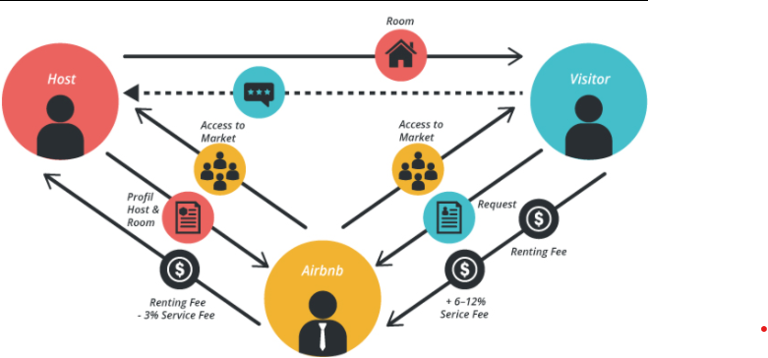 Room
Host
Visitor
Access to
Market
Access to
Market
Profil
Host &
Room
Request
Airbnb
Renting Fee
Renting Fee
- 3% Service Fee
+ 6–12%
Serice Fee